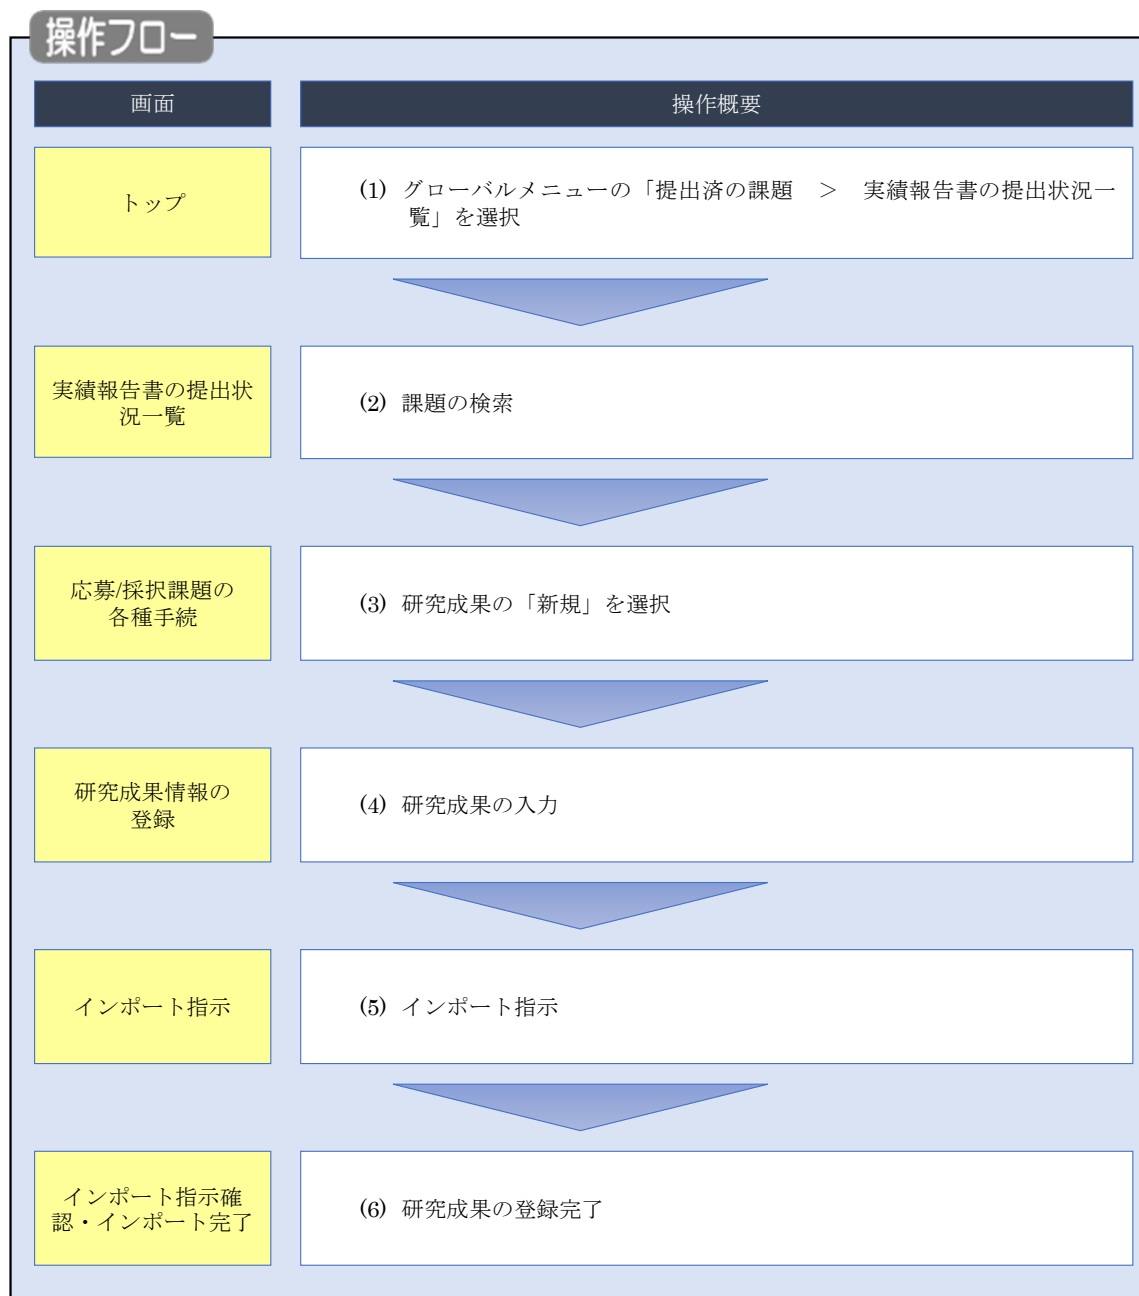 操作フロー
画面
操作概要
トップ
(1) グローバルメニューの「提出済の課題　＞　実績報告書の提出状況一
覧」を選択
実績報告書の提出状
況一覧
(2) 課題の検索
応募/採択課題の
各種手続
(3) 研究成果の「新規」を選択
研究成果情報の
登録
(4) 研究成果の入力
インポート指示
(5) インポート指示
インポート指示確
認・インポート完了
(6) 研究成果の登録完了